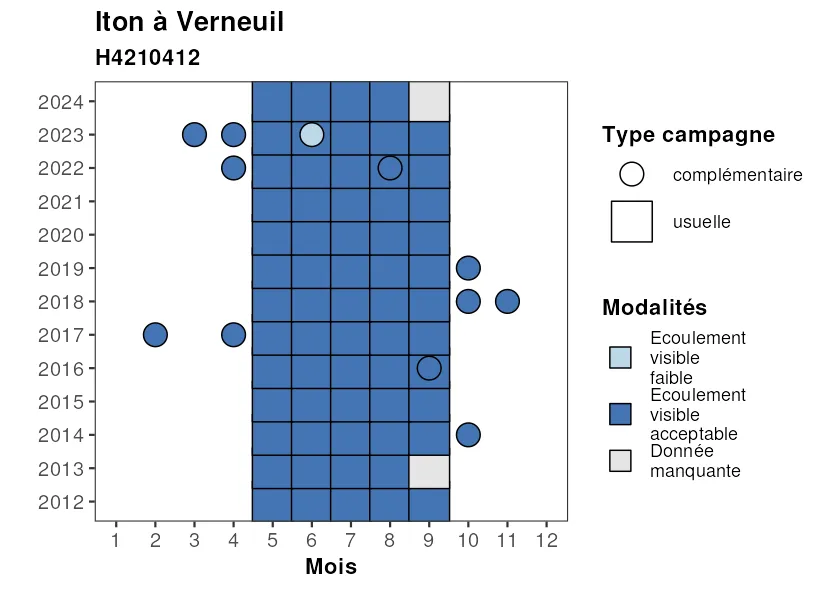 Iton à Verneuil
H4210412
2024
2023
2022
2021
2020
2019
2018
2017
2016
2015
2014
2013
2012
1 2 3 4 5 6 7 8 9 10 11 12
Mois
Type campagne
complémentaire
usuelle
Modalités
Ecoulement
visible
faible
Ecoulement
visible
acceptable
Donnée
manquante